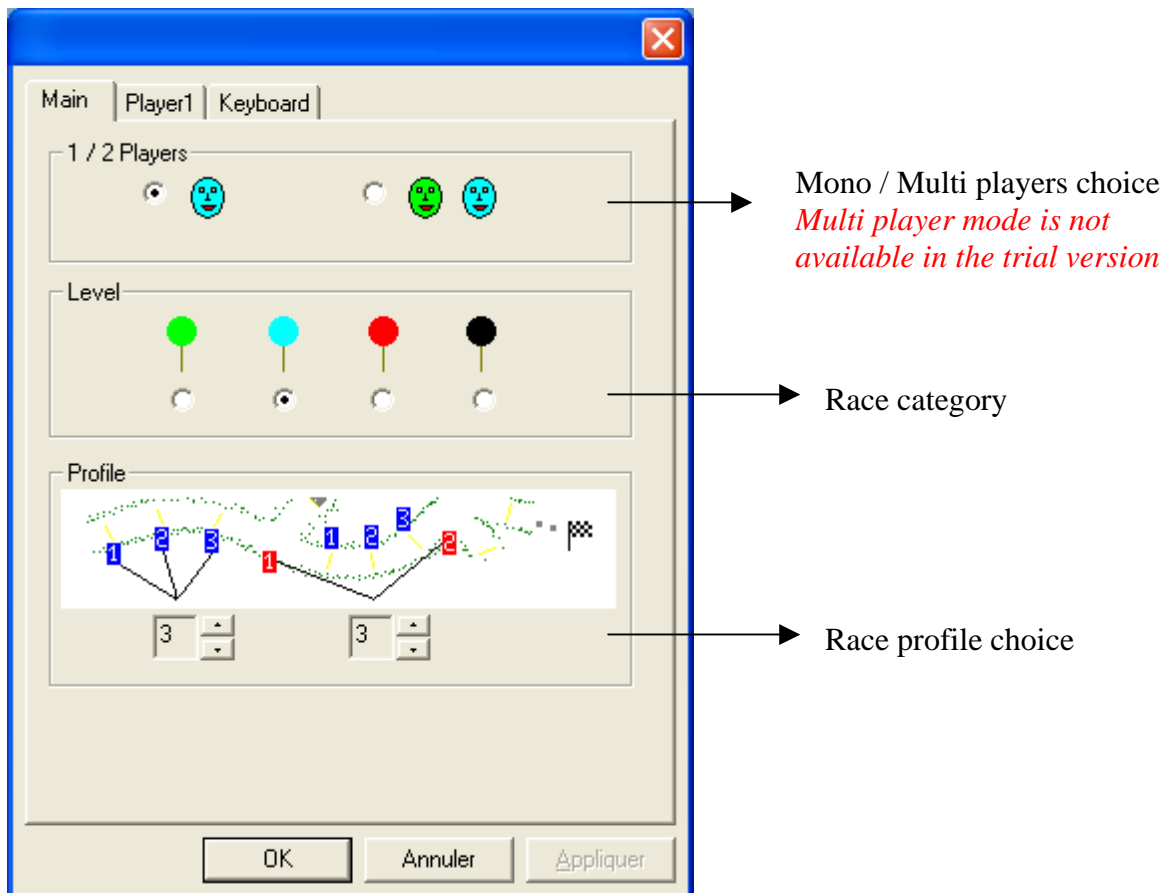 Main Player1 Keyboard
1 / 2 Players
Mono / Multi players choice
Multi player mode is not
available in the trial version
Level
Race category
Profile
1 2 3 1 1 2 3 2
3 3
Race profile choice
OK Annuler Appliquer